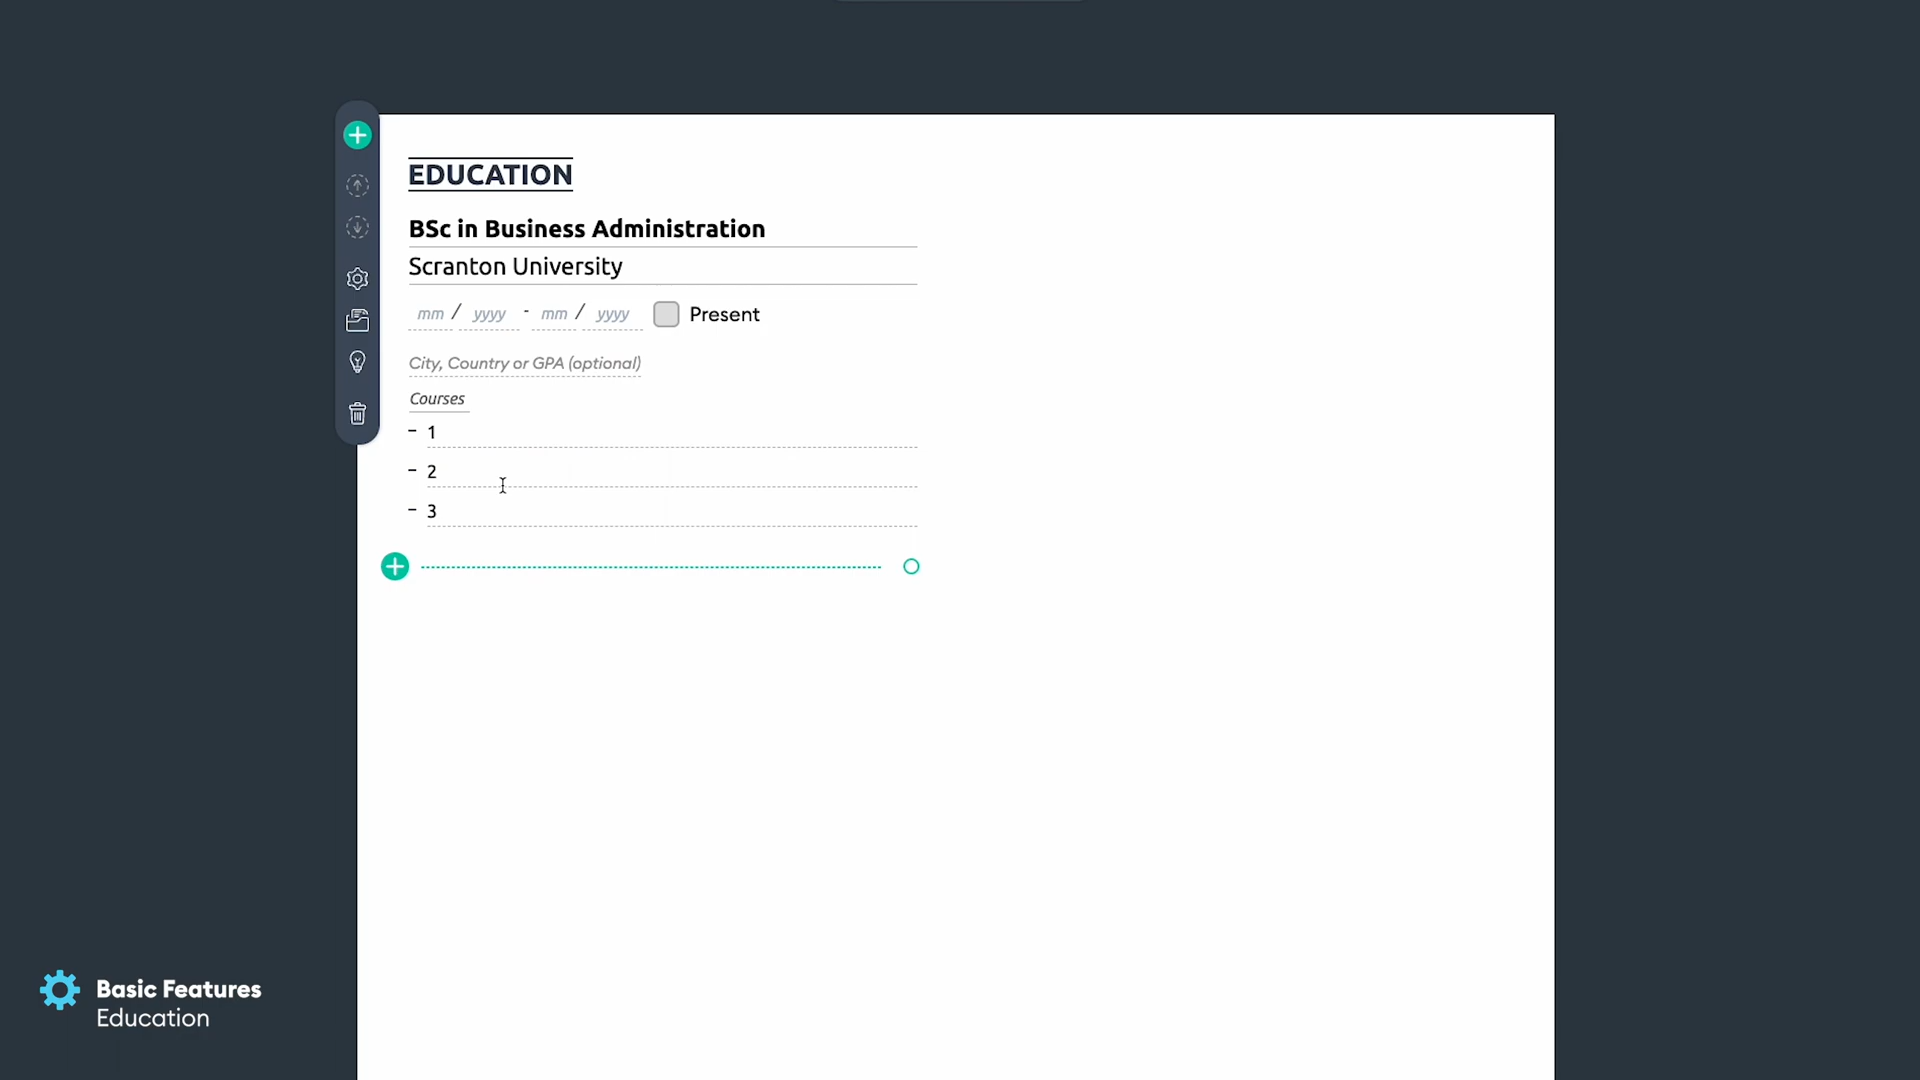 EDUCATION
BSc in Business Administration
Scranton University
mm / yyyy - mm / yyyy Present
City, Country or GPA (optional)
Courses
- 1
- 2
- 3
Basic Features
Education